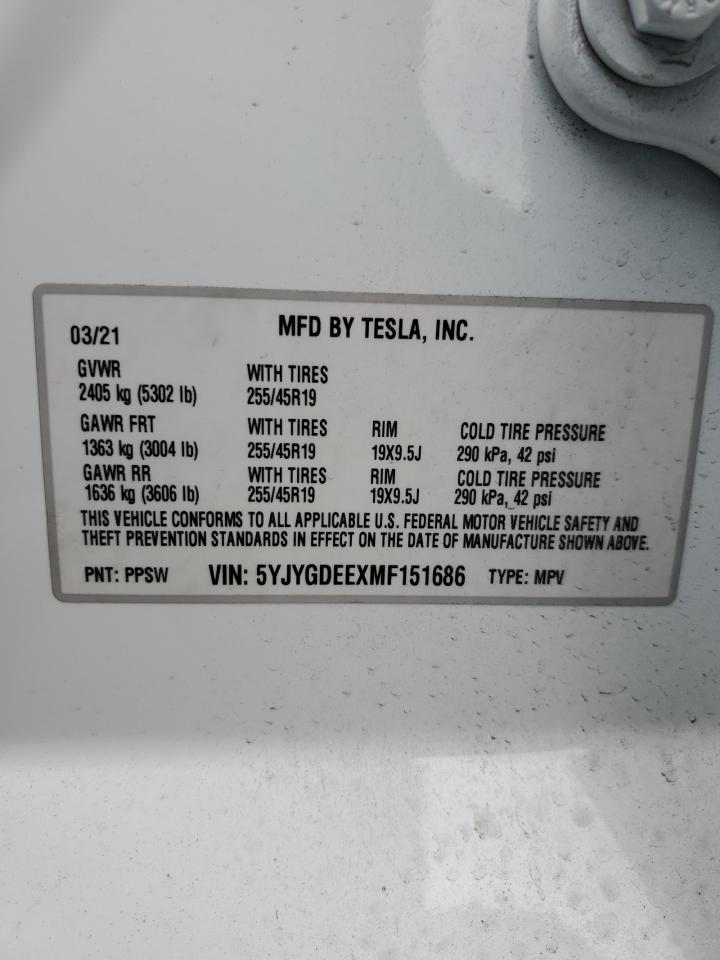 03/21 MFD BY TESLA, INC.
GVWR WITH TIRES
2405 kg (5302 lb) 255/45R19
GAWR FRT WITH TIRES RIM COLD TIRE PRESSURE
1363 kg (3004 lb) 255/45R19 19X9.5J 290 kPa, 42 psi
GAWR RR WITH TIRES RIM COLD TIRE PRESSURE
1636 kg (3606 lb) 255/45R19 19X9.5J 290 kPa, 42 psi
THIS VEHICLE CONFORMS TO ALL APPLICABLE U.S. FEDERAL MOTOR VEHICLE SAFETY AND
THEFT PREVENTION STANDARDS IN EFFECT ON THE DATE OF MANUFACTURE SHOWN ABOVE.
PNT: PPSW VIN: 5YJYGDEEXMF151686 TYPE: MPV